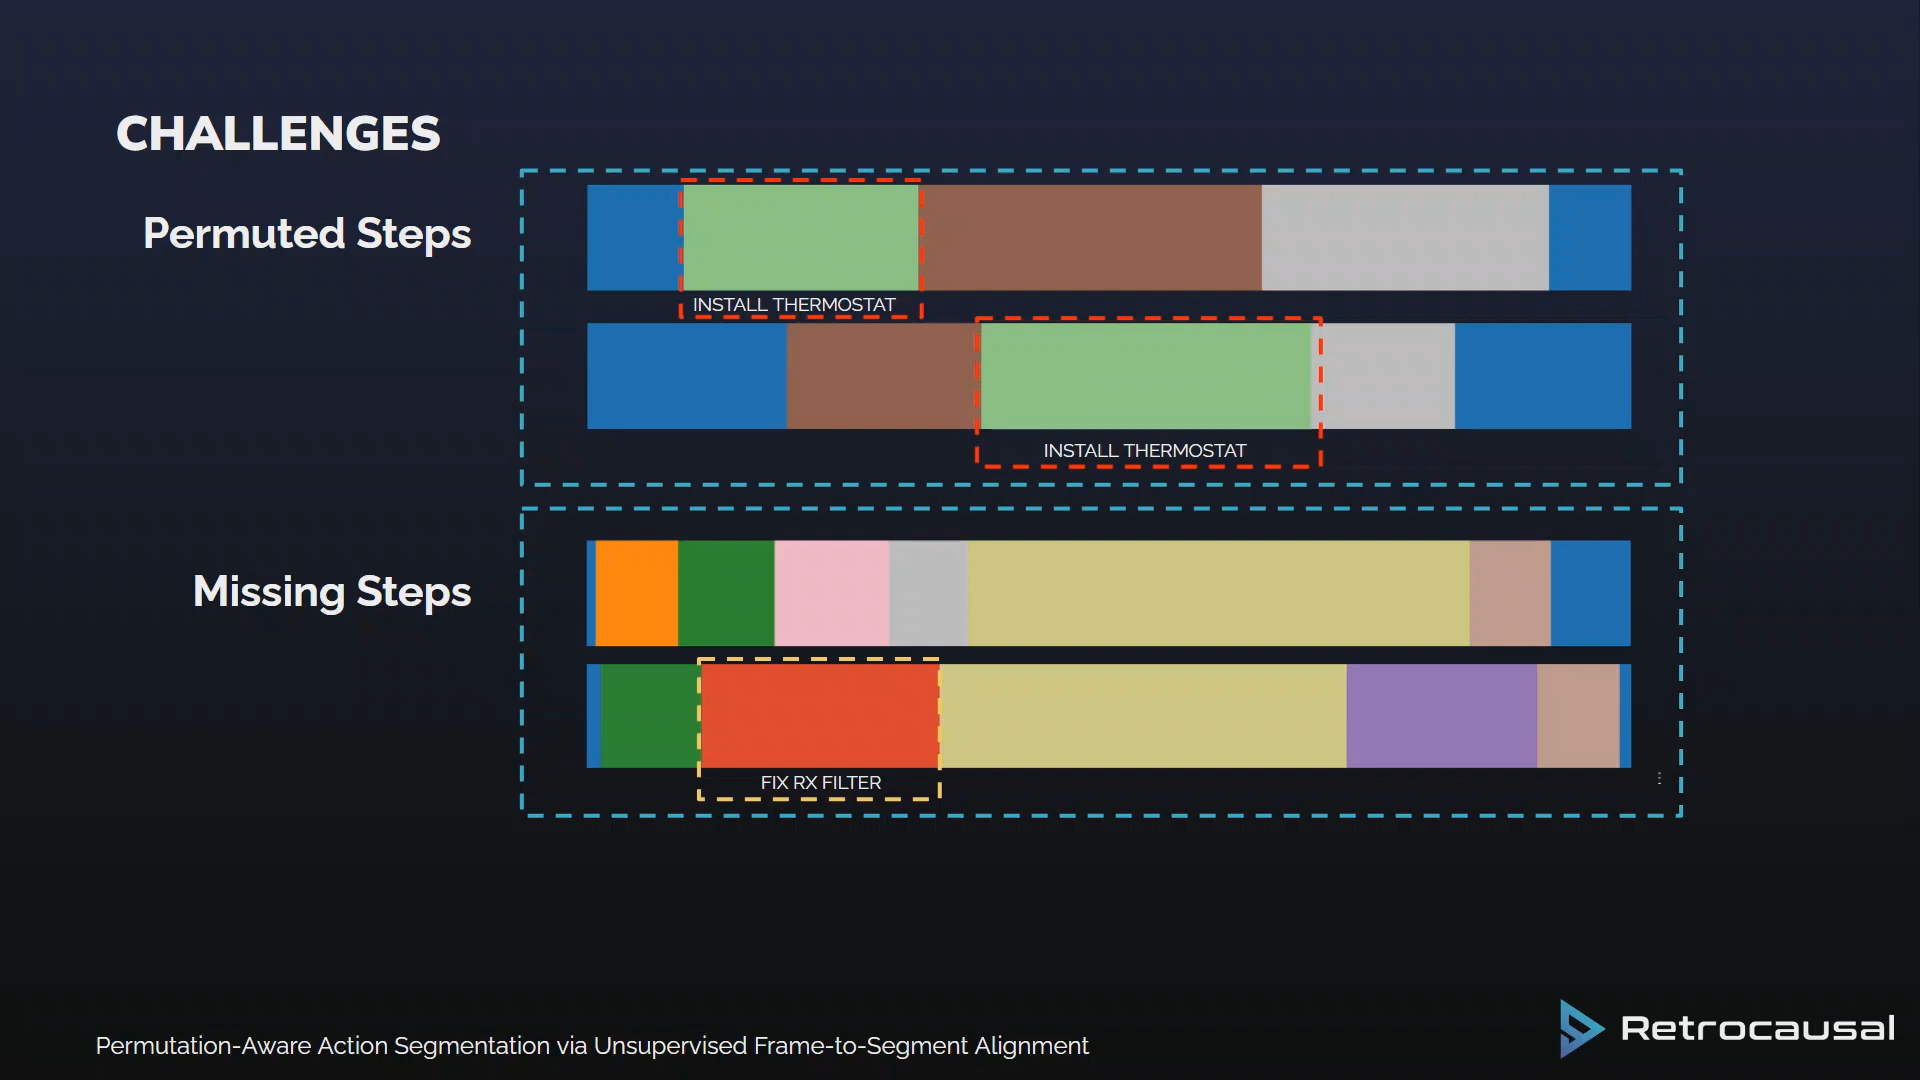 CHALLENGES
Permuted Steps
INSTALL THERMOSTAT
INSTALL THERMOSTAT
Missing Steps
FIX RX FILTER
Permutation-Aware Action Segmentation via Unsupervised Frame-to-Segment Alignment
Retrocausal